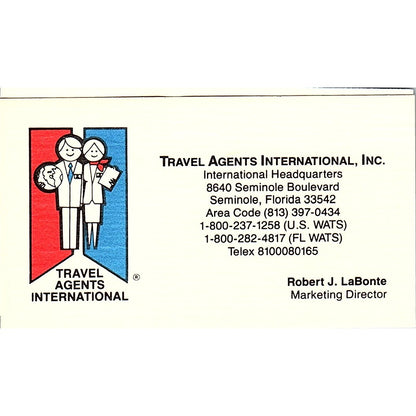 TRAVEL AGENTS INTERNATIONAL, INC.
International Headquarters
8640 Seminole Boulevard
Seminole, Florida 33542
Area Code (813) 397-0434
1-800-237-1258 (U.S. WATS)
1-800-282-4817 (FL WATS)
Telex 8100080165
Robert J. LaBonte
Marketing Director
TRAVEL
AGENTS
INTERNATIONAL ®